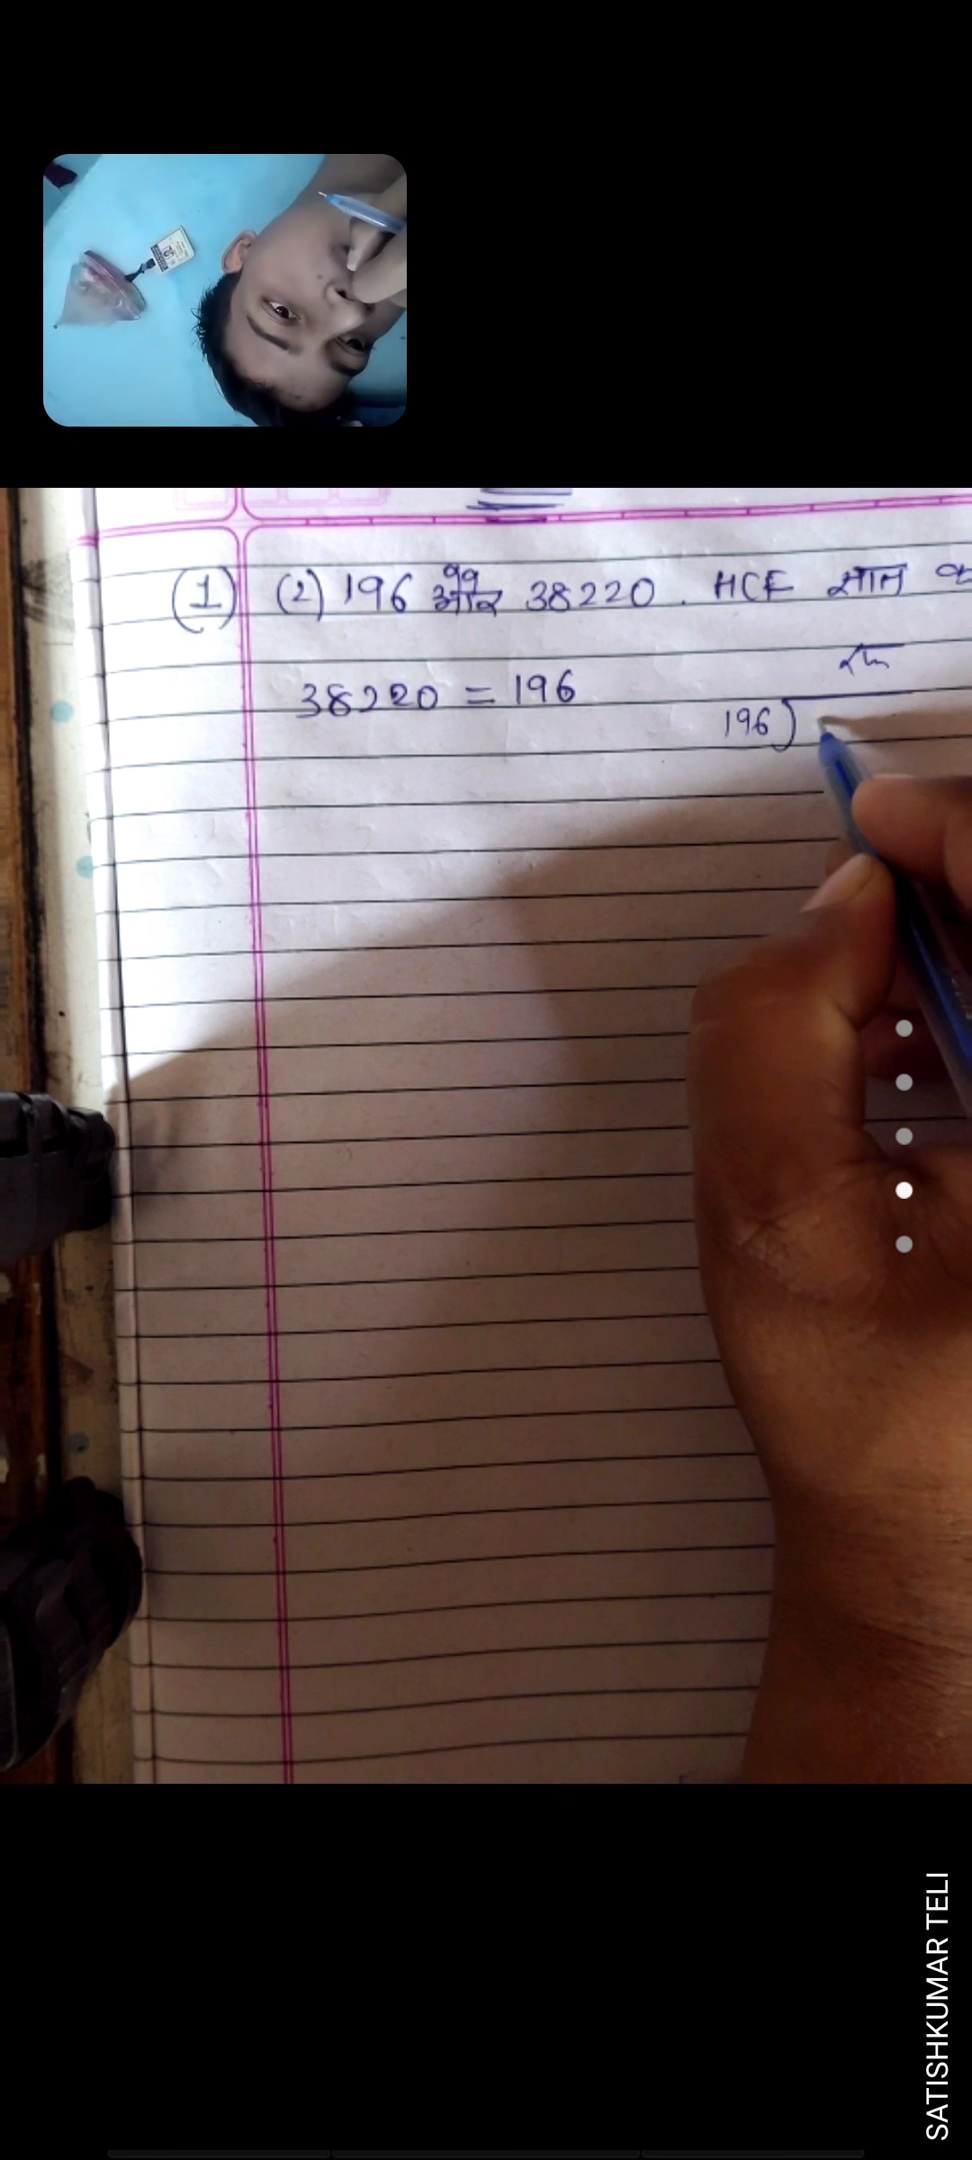 (1) (2) 196 और 38220. HCF ज्ञात क
38220 = 196
196)
SATISHKUMAR TELI